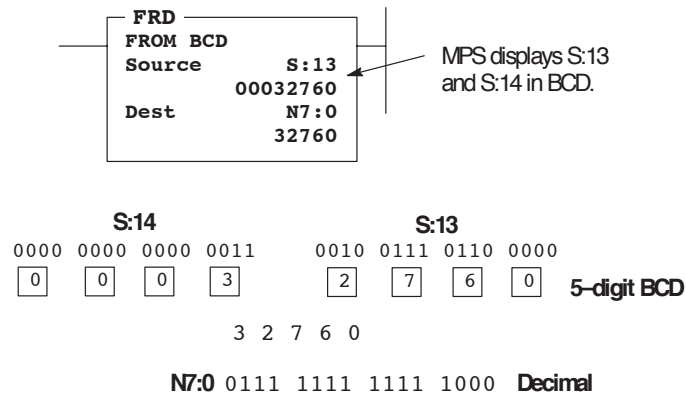 FRD
FROM BCD
Source S:13
00032760
Dest N7:0
32760
MPS displays S:13
and S:14 in BCD.
S:14 S:13
0000 0000 0000 0011 0010 0111 0110 0000
0 0 0 3 2 7 6 0 5–digit BCD
3 2 7 6 0
N7:0 0111 1111 1111 1000 Decimal